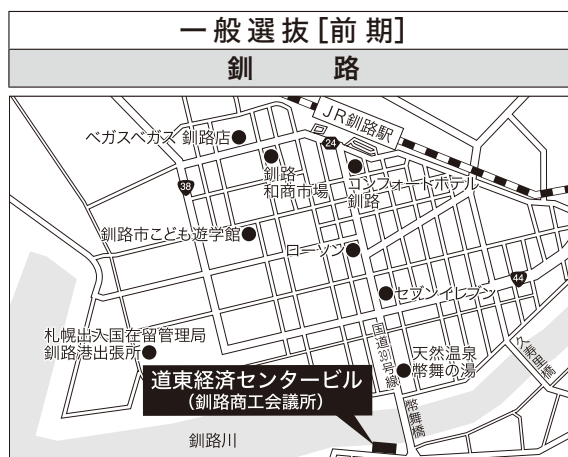 一般選抜［前期］
釧路
JR釧路駅
ベガスベガス 釧路店
24
釧路
和商市場
コンフォートホテル
釧路
38
釧路市こども遊学館
ローソン
44
セブンイレブン
国道391号線
久寿里橋
札幌出入国在留管理局
釧路港出張所
天然温泉
幣舞の湯
道東経済センタービル
（釧路商工会議所）
幣舞橋
釧路川